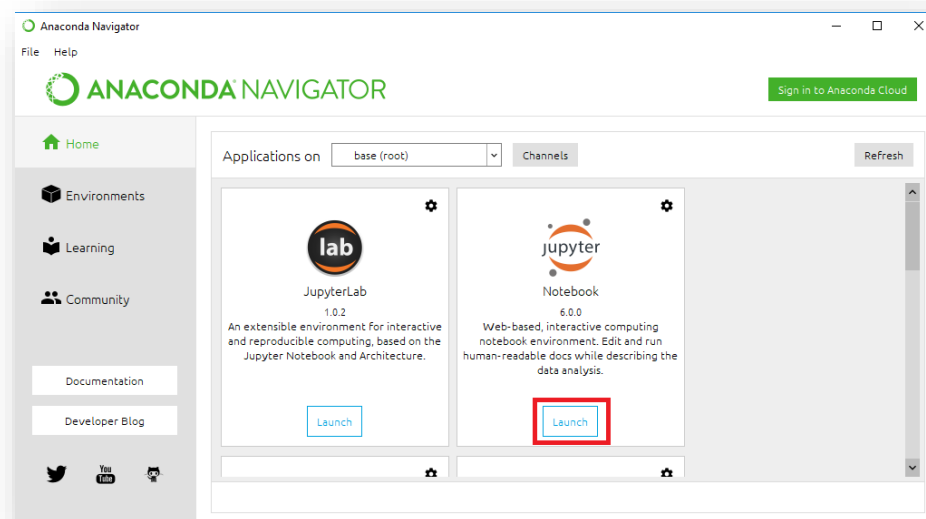 Anaconda Navigator
File Help
ANACONDA NAVIGATOR
Sign in to Anaconda Cloud
Home
Environments
Learning
Community
Documentation
Developer Blog
You
Tube
Applications on base (root) Channels Refresh
lab
JupyterLab
1.0.2
An extensible environment for interactive
and reproducible computing, based on the
Jupyter Notebook and Architecture.
Launch
jupyter
Notebook
6.0.0
Web-based, interactive computing
notebook environment. Edit and run
human-readable docs while describing the
data analysis.
Launch